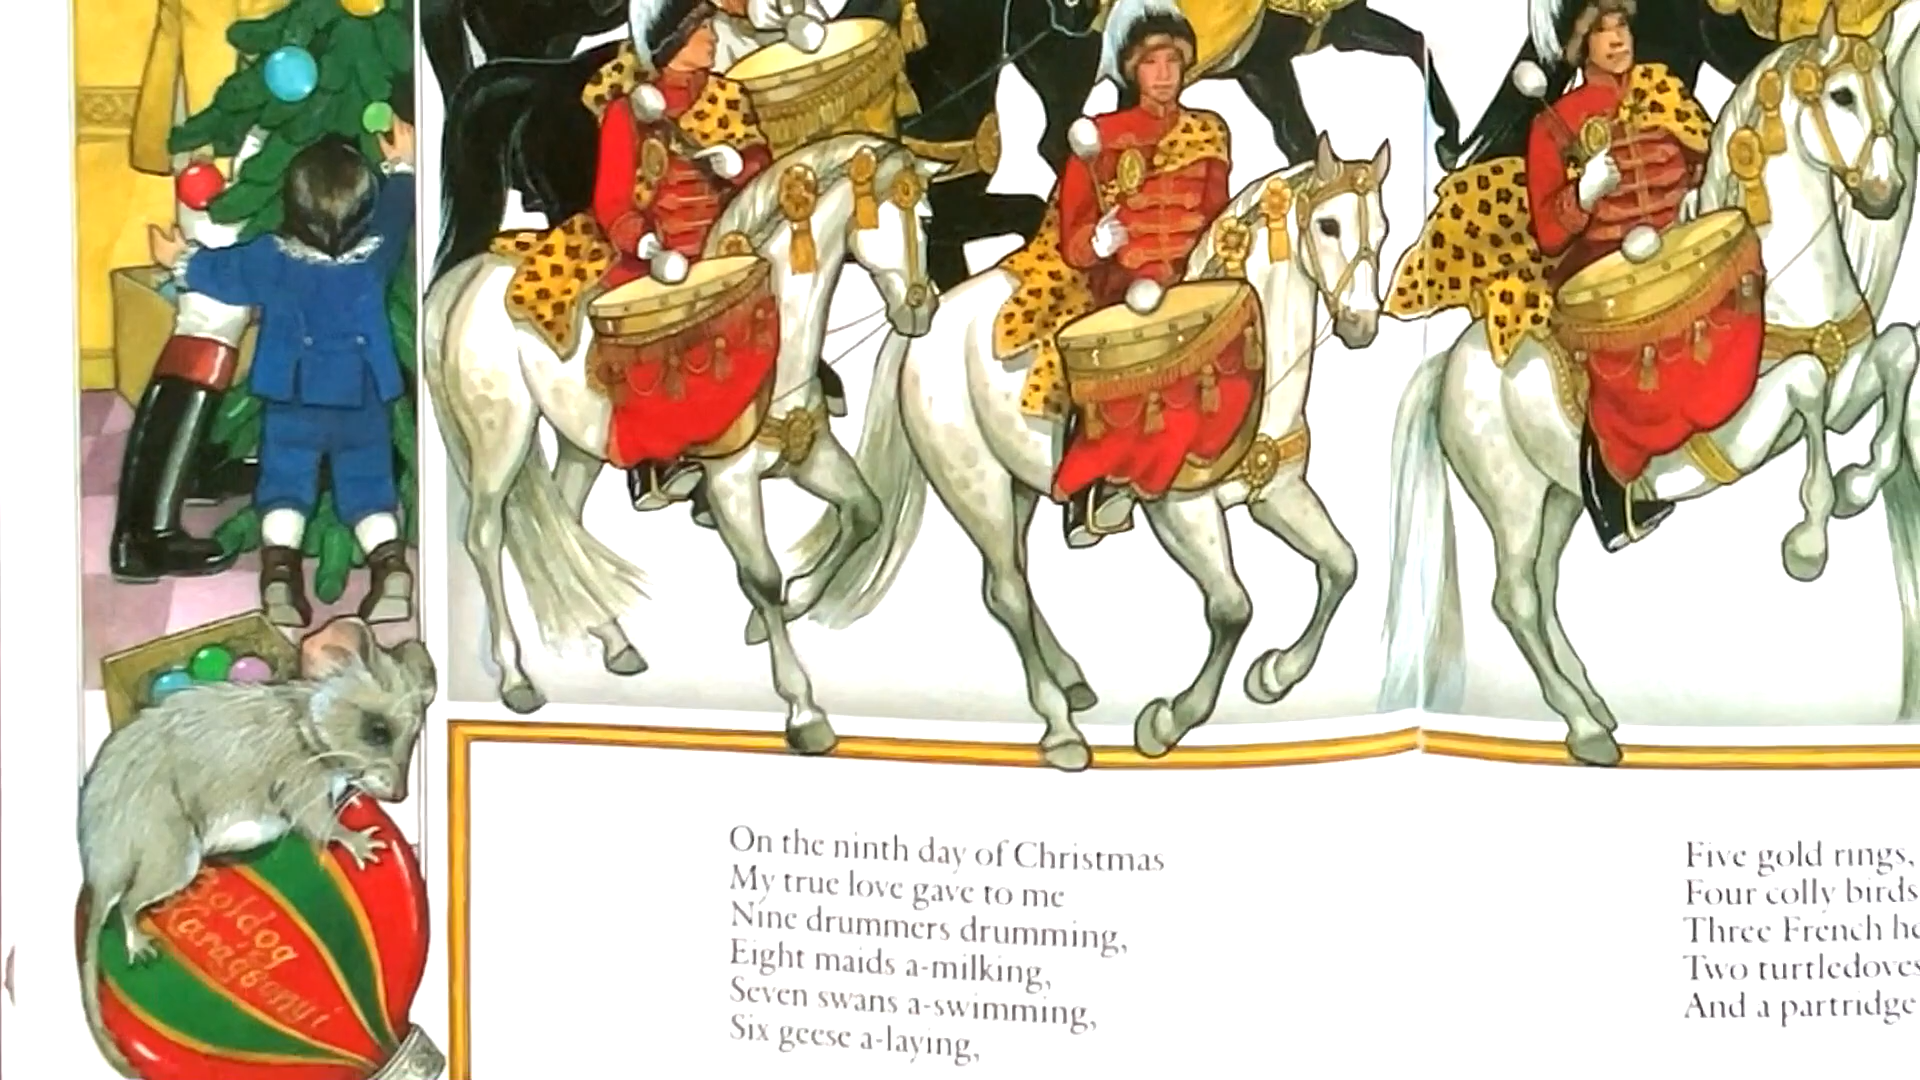 On the ninth day of Christmas
My true love gave to me
Nine drummers drumming,
Eight maids a-milking,
Seven swans a-swimming,
Six geese a-laying,
Five gold rings,
Four colly birds
Three French he
Two turtledoves
And a partridge
Boldog
Karácsonyt